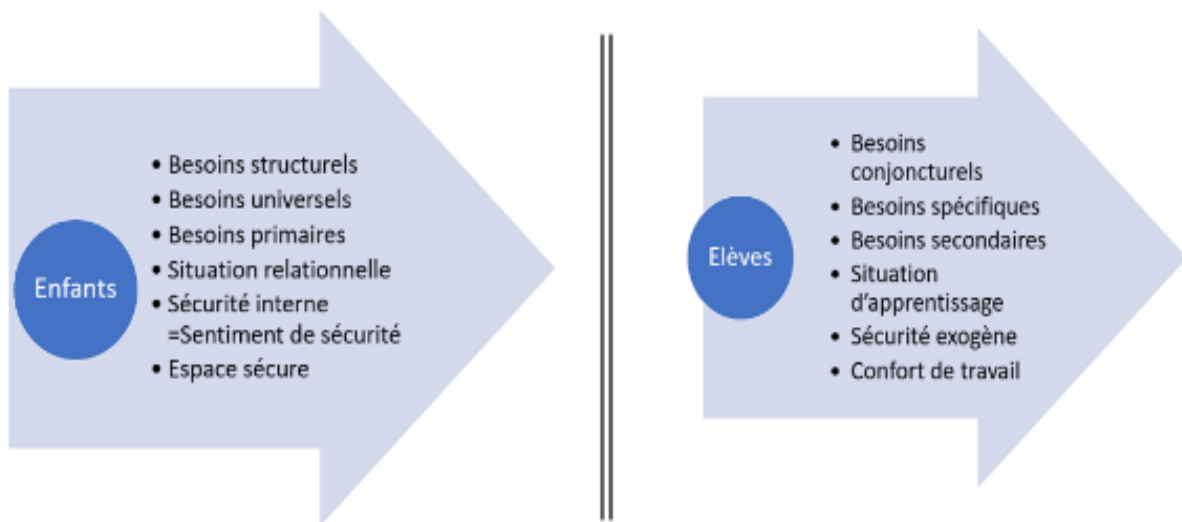 Enfants
• Besoins structurels
• Besoins universels
• Besoins primaires
• Situation relationnelle
• Sécurité interne
=Sentiment de sécurité
• Espace sécure
Elèves
• Besoins
conjoncturels
• Besoins spécifiques
• Besoins secondaires
• Situation
d'apprentissage
• Sécurité exogène
• Confort de travail